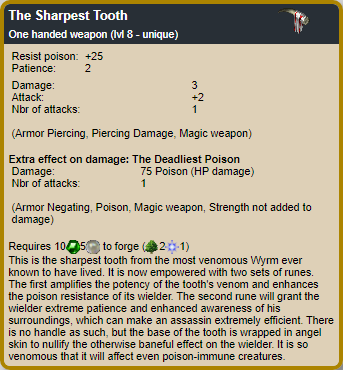 The Sharpest Tooth
One handed weapon (lvl 8 - unique)
Resist poison: +25
Patience: 2
Damage: 3
Attack: +2
Nbr of attacks: 1
(Armor Piercing, Piercing Damage, Magic weapon)
Extra effect on damage: The Deadliest Poison
Damage: 75 Poison (HP damage)
Nbr of attacks: 1
(Armor Negating, Poison, Magic weapon, Strength not added to
damage)
Requires 10 5 to forge ( 2 1)
This is the sharpest tooth from the most venomous Wyrm ever
known to have lived. It is now empowered with two sets of runes.
The first amplifies the potency of the tooth's venom and enhances
the poison resistance of its wielder. The second rune will grant the
wielder extreme patience and enhanced awareness of his
surroundings, which can make an assassin extremely efficient. There
is no handle as such, but the base of the tooth is wrapped in angel
skin to nullify the otherwise baneful effect on the wielder. It is so
venomous that it will affect even poison-immune creatures.